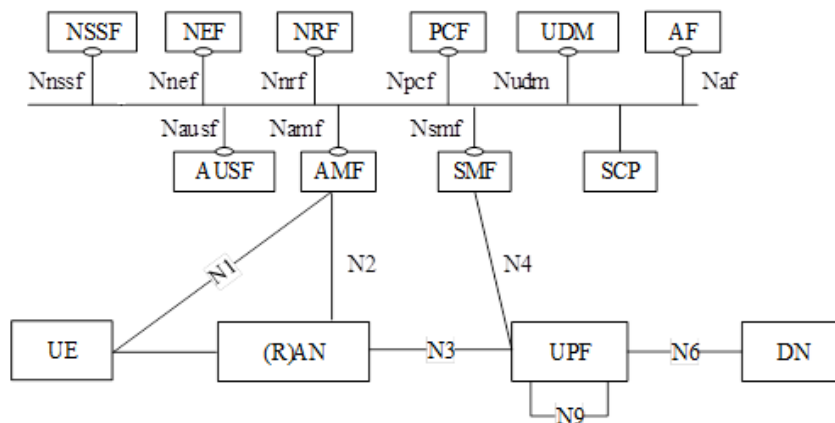 NSSF NEF NRF PCF UDM AF
Nnssf Nnef Nnrf Npcf Nudm Naf
Nausf Namf Nsmf
AUSF AMF SMF SCP
N1 N2 N4
UE (R)AN N3 UPF N6 DN
N9